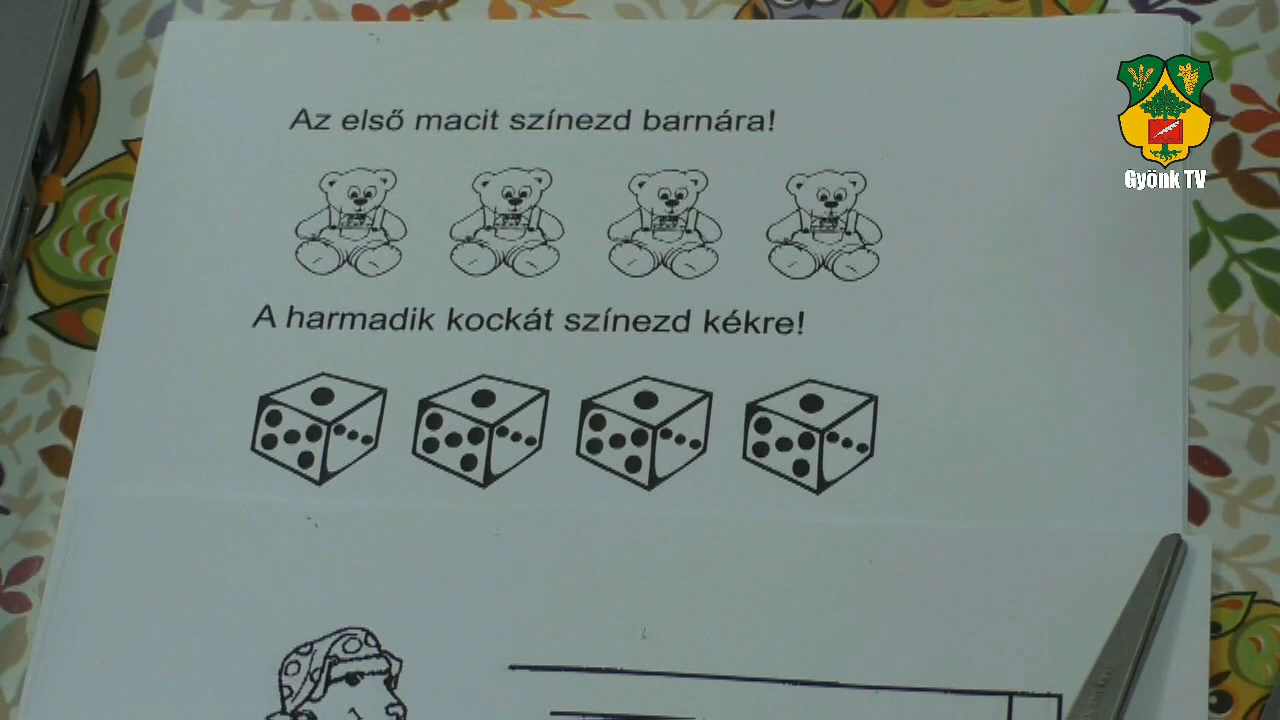 Az első macit színezd barnára!
Gyönk TV
A harmadik kockát színezd kékre!